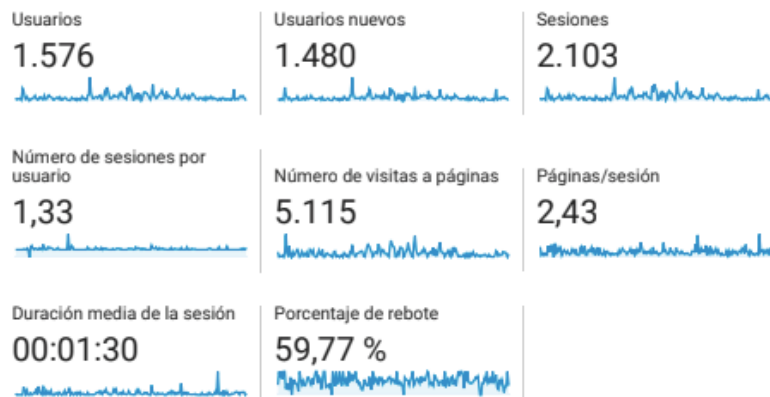 Usuarios
1.576
Usuarios nuevos
1.480
Sesiones
2.103
Número de sesiones por
usuario
1,33
Número de visitas a páginas
5.115
Páginas/sesión
2,43
Duración media de la sesión
00:01:30
Porcentaje de rebote
59,77 %